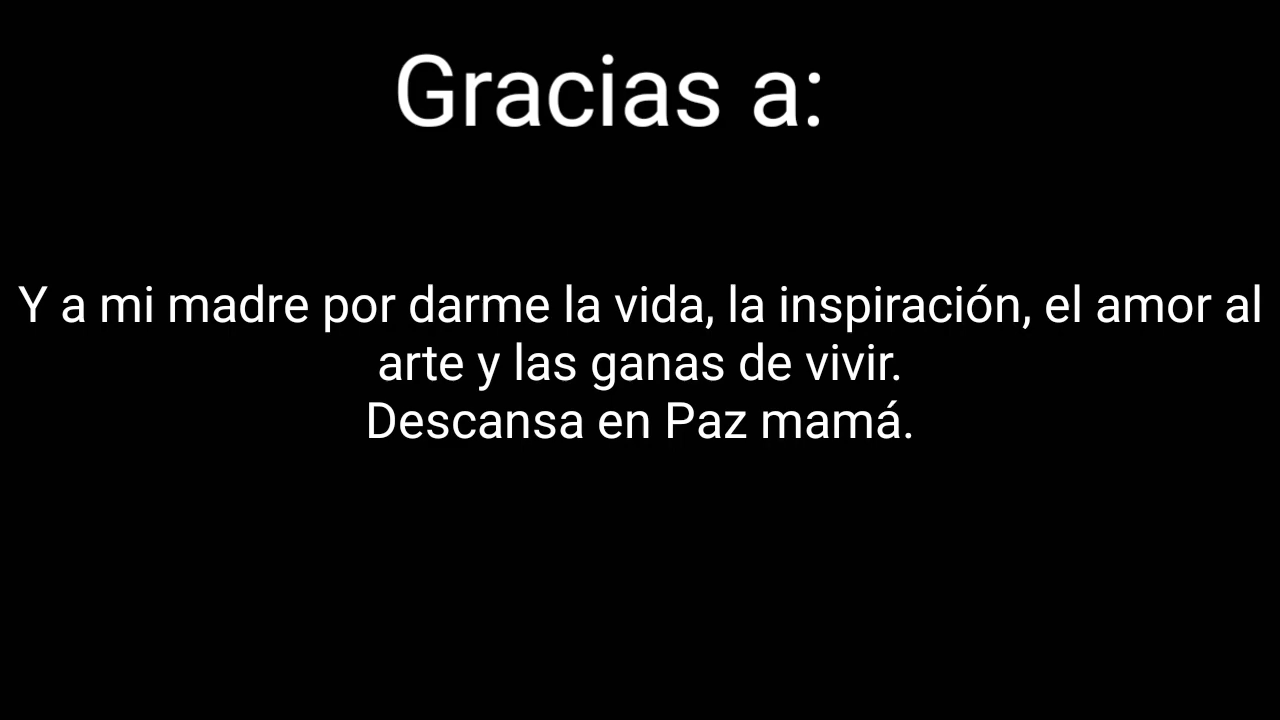 Gracias a:
Y a mi madre por darme la vida, la inspiración, el amor al
arte y las ganas de vivir.
Descansa en Paz mamá.